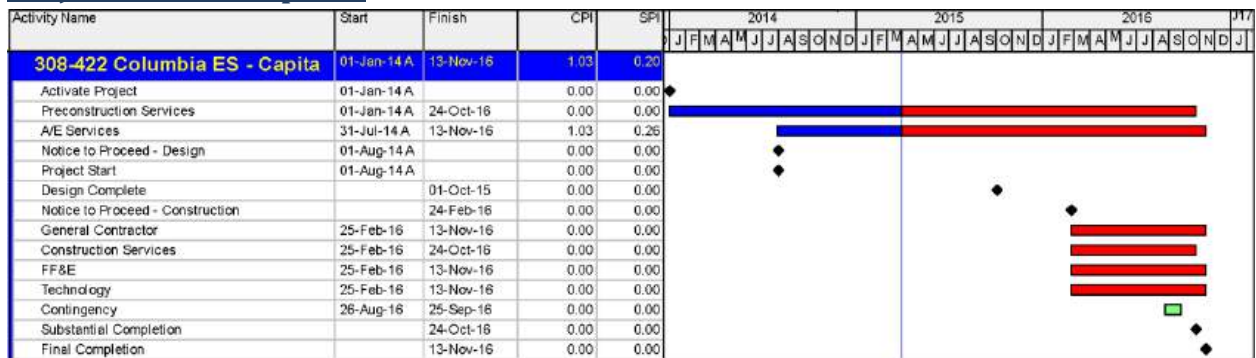 Activity Name Start Finish CPI SPI 2014 2015 2016 J17
J F M A M J J A S O N D J F M A M J J A S O N D J F M A M J J A S O N D J
308-422 Columbia ES - Capita 01-Jan-14 A 13-Nov-16 1.03 0.20
Activate Project 01-Jan-14 A 0.00 0.00
Preconstruction Services 01-Jan-14 A 24-Oct-16 0.00 0.00
A/E Services 31-Jul-14 A 13-Nov-16 1.03 0.26
Notice to Proceed - Design 01-Aug-14 A 0.00 0.00
Project Start 01-Aug-14 A 0.00 0.00
Design Complete 01-Oct-15 0.00 0.00
Notice to Proceed - Construction 24-Feb-16 0.00 0.00
General Contractor 25-Feb-16 13-Nov-16 0.00 0.00
Construction Services 25-Feb-16 24-Oct-16 0.00 0.00
FF&E 25-Feb-16 13-Nov-16 0.00 0.00
Technology 25-Feb-16 13-Nov-16 0.00 0.00
Contingency 26-Aug-16 25-Sep-16 0.00 0.00
Substantial Completion 24-Oct-16 0.00 0.00
Final Completion 13-Nov-16 0.00 0.00